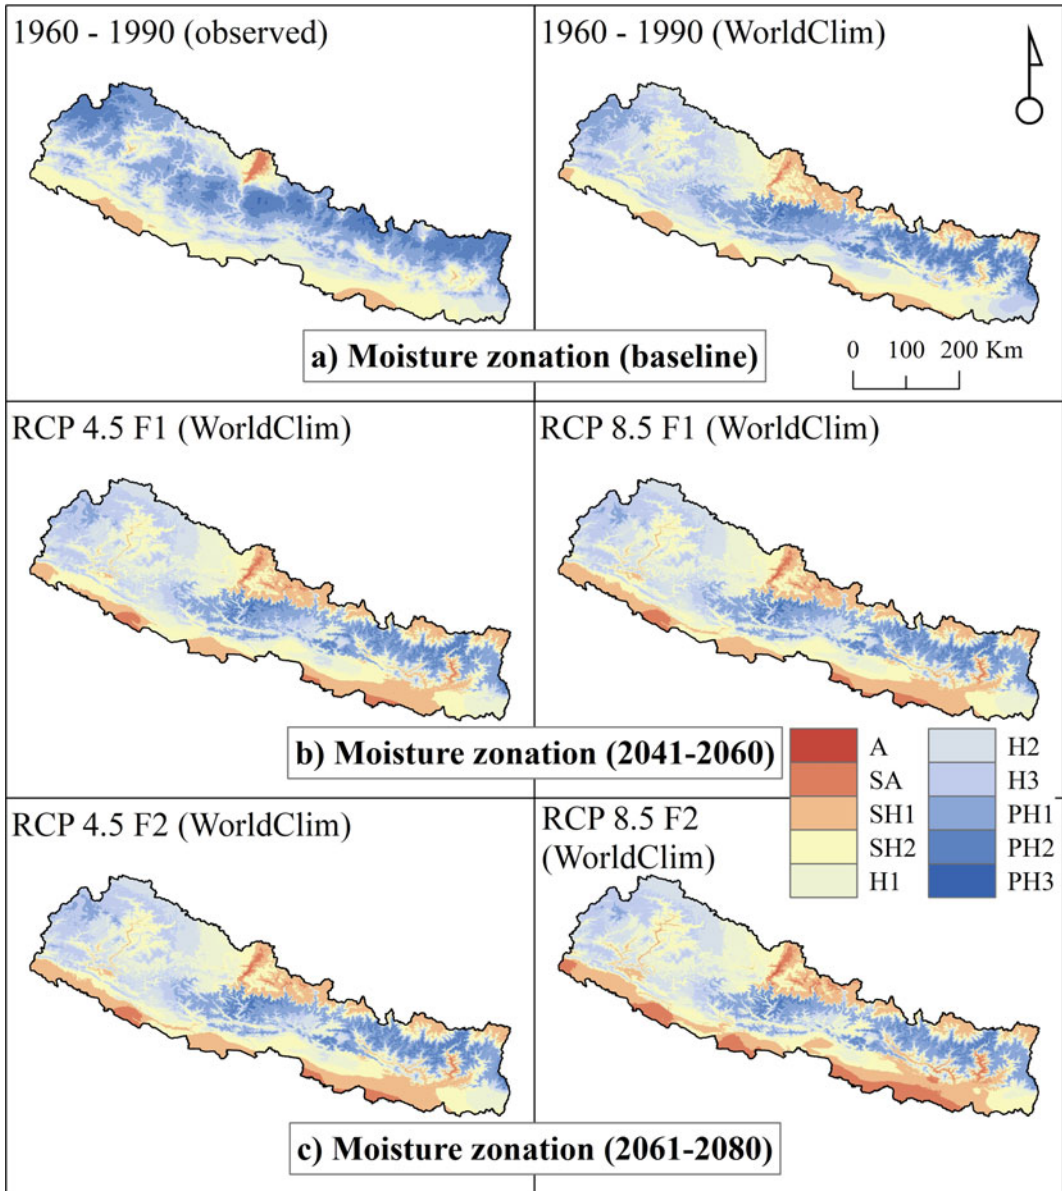 1960 - 1990 (observed)
1960 - 1990 (WorldClim)
0 100 200 Km
a) Moisture zonation (baseline)
RCP 4.5 F1 (WorldClim)
RCP 8.5 F1 (WorldClim)
b) Moisture zonation (2041-2060)
A
SA
SH1
SH2
H1
H2
H3
PH1
PH2
PH3
RCP 4.5 F2 (WorldClim)
RCP 8.5 F2
(WorldClim)
c) Moisture zonation (2061-2080)